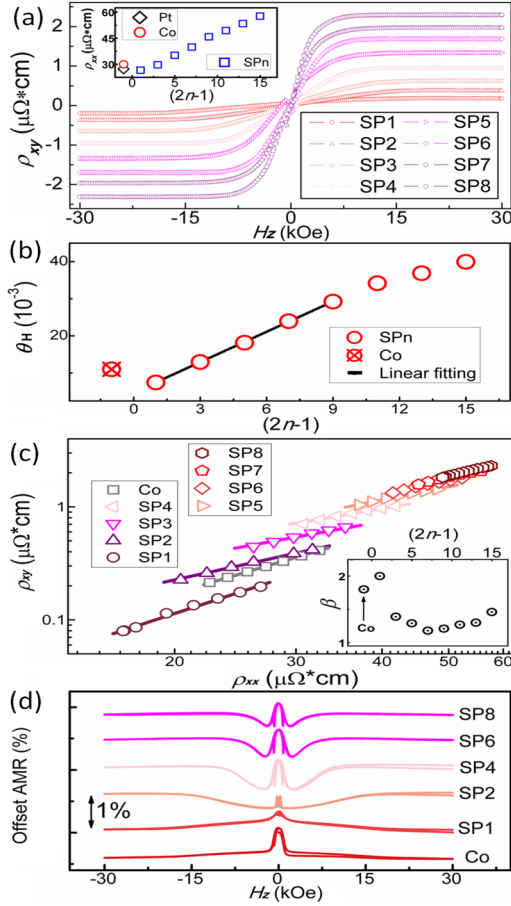 (a)
ρxy (μΩ*cm)
2
1
0
-1
-2
60
45
30
ρxx (μΩ*cm)
Pt
Co
SPn
0
5
10
15
(2n-1)
SP1
SP2
SP3
SP4
SP5
SP6
SP7
SP8
-30
-15
0
15
30
Hz (kOe)
(b)
θH (10⁻³)
40
20
0
SPn
Co
Linear fitting
0
3
6
9
12
15
(2n-1)
(c)
ρxy (μΩ*cm)
1
0.1
SP8
SP7
SP6
SP5
Co
SP4
SP3
SP2
SP1
(2n-1)
0
5
10
15
β
2
1
Co
20
30
40
50
60
ρxx (μΩ*cm)
(d)
Offset AMR (%)
1%
SP8
SP6
SP4
SP2
SP1
Co
-30
-15
0
15
30
Hz (kOe)